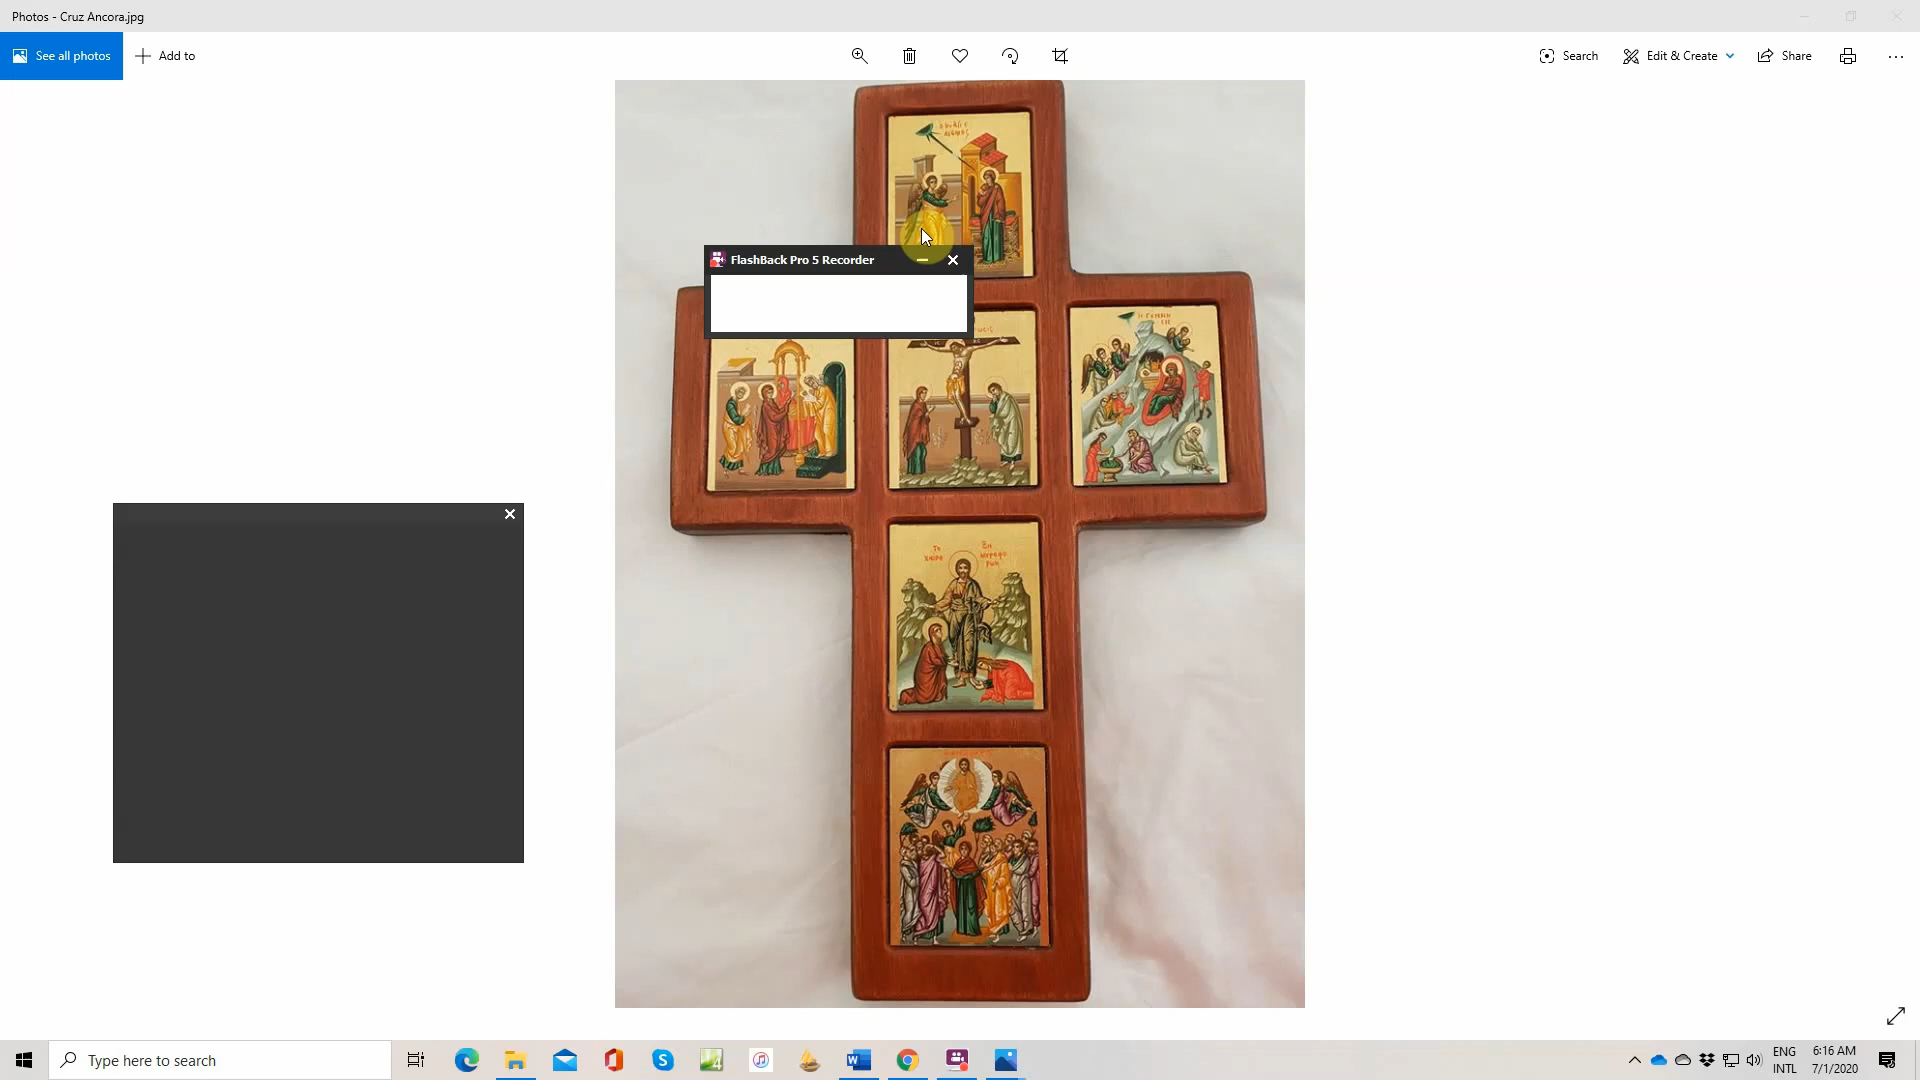 Photos - Cruz Ancora.jpg
See all photos
Add to
Search
Edit & Create
Share
FlashBack Pro 5 Recorder
Type here to search
ENG
INTL
6:16 AM
7/1/2020